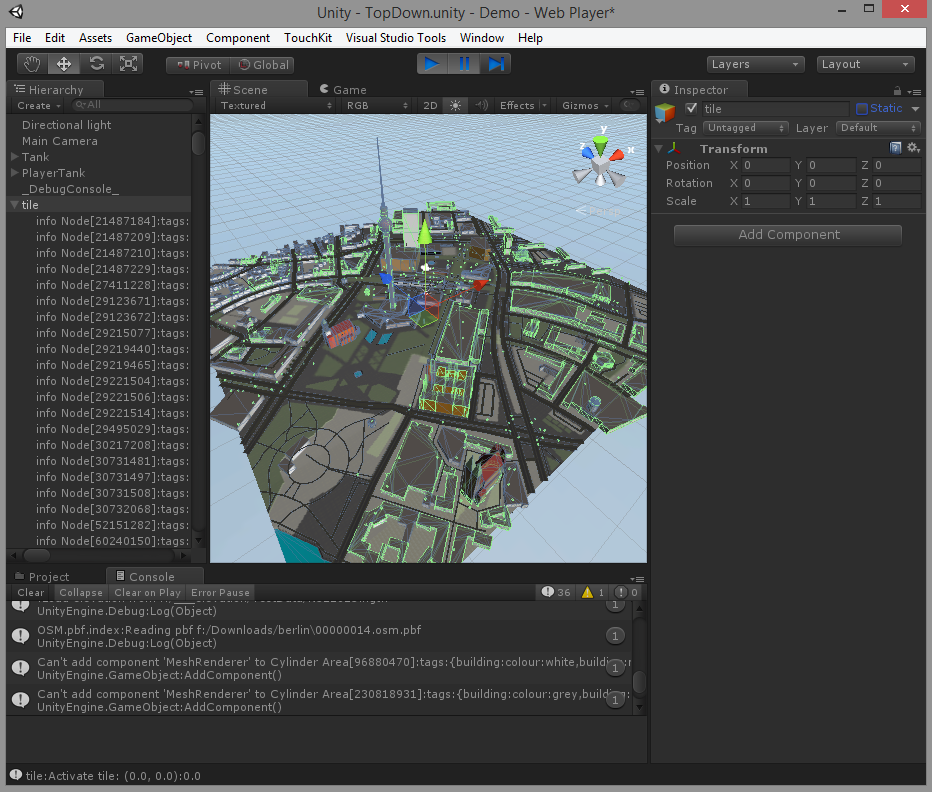 Unity - TopDown.unity - Demo - Web Player*
File Edit Assets GameObject Component TouchKit Visual Studio Tools Window Help
Pivot Global Layers Layout
Hierarchy
Create All
Directional light
Main Camera
Tank
PlayerTank
_DebugConsole_
tile
info Node[21487184]:tags:
info Node[21487209]:tags:
info Node[21487210]:tags:
info Node[21487229]:tags:
info Node[27411228]:tags:
info Node[29123671]:tags:
info Node[29123672]:tags:
info Node[29215077]:tags:
info Node[29219440]:tags:
info Node[29219465]:tags:
info Node[29221504]:tags:
info Node[29221506]:tags:
info Node[29221514]:tags:
info Node[29495029]:tags:
info Node[30217208]:tags:
info Node[30731481]:tags:
info Node[30731497]:tags:
info Node[30731508]:tags:
info Node[30732068]:tags:
info Node[52151282]:tags:
info Node[60240150]:tags:
Scene Game
Textured RGB 2D Effects Gizmos
y
z x
Persp
Inspector
tile Static
Tag Untagged Layer Default
Transform
Position X 0 Y 0 Z 0
Rotation X 0 Y 0 Z 0
Scale X 1 Y 1 Z 1
Add Component
Project Console
Clear Collapse Clear on Play Error Pause 36 1 0
UnityEngine.Debug:Log(Object)
1
OSM.pbf.index:Reading pbf f:/Downloads/berlin\00000014.osm.pbf
UnityEngine.Debug:Log(Object)
1
Can't add component 'MeshRenderer' to Cylinder Area[96880470]:tags:{building:colour:white,building:
UnityEngine.GameObject:AddComponent()
1
Can't add component 'MeshRenderer' to Cylinder Area[230818931]:tags:{building:colour:grey,building:
UnityEngine.GameObject:AddComponent()
1
tile:Activate tile: (0.0, 0.0):0.0